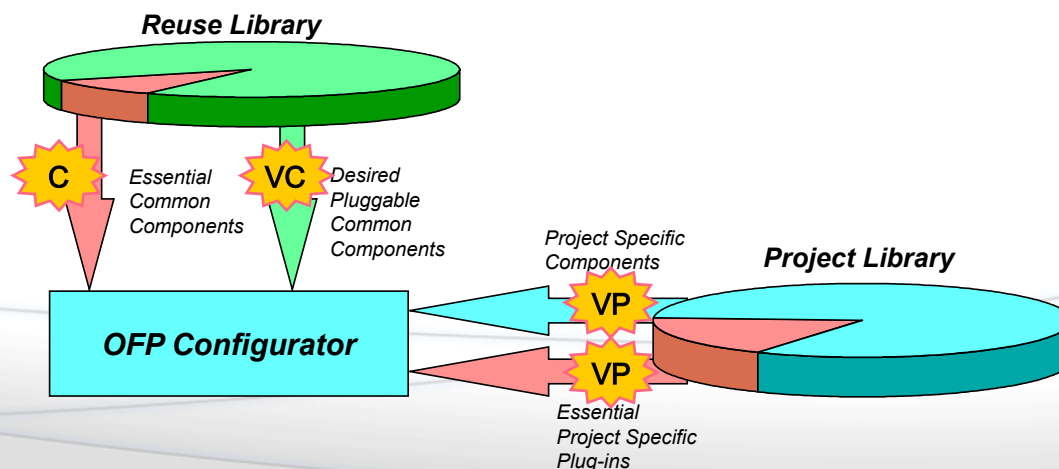 Reuse Library
C
Essential
Common
Components
VC
Desired
Pluggable
Common
Components
Project Specific
Components
Project Library
VP
OFP Configurator
VP
Essential
Project Specific
Plug-ins